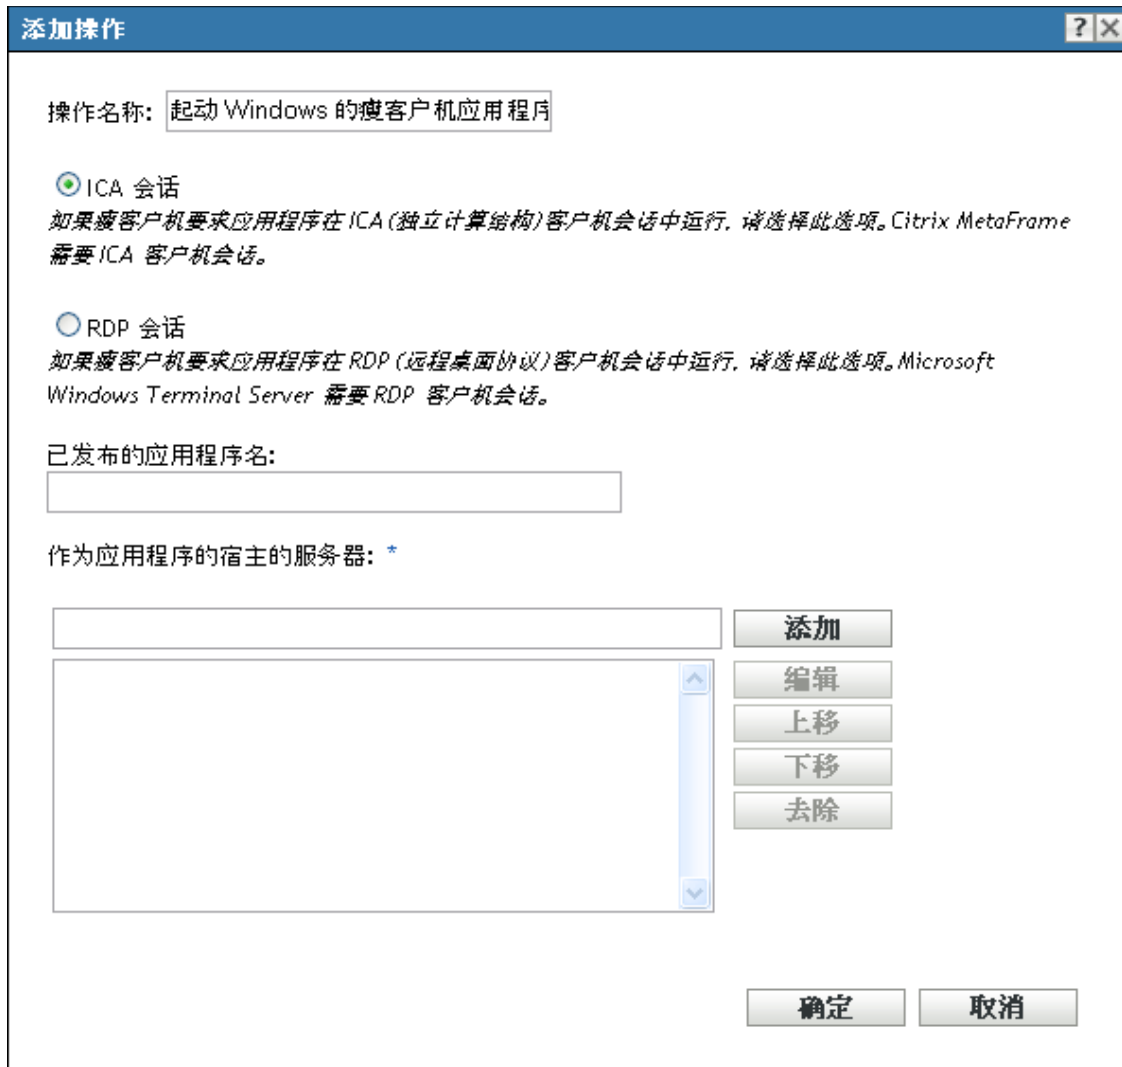 添加操作
操作名称: 起动 Windows 的瘦客户机应用程序
ICA 会话
如果瘦客户机要求应用程序在 ICA (独立计算结构)客户机会话中运行, 请选择此选项。Citrix MetaFrame
需要 ICA 客户机会话。
RDP 会话
如果瘦客户机要求应用程序在 RDP (远程桌面协议)客户机会话中运行, 请选择此选项。Microsoft
Windows Terminal Server 需要 RDP 客户机会话。
已发布的应用程序名:
作为应用程序的宿主的服务器: *
添加
编辑
上移
下移
去除
确定 取消